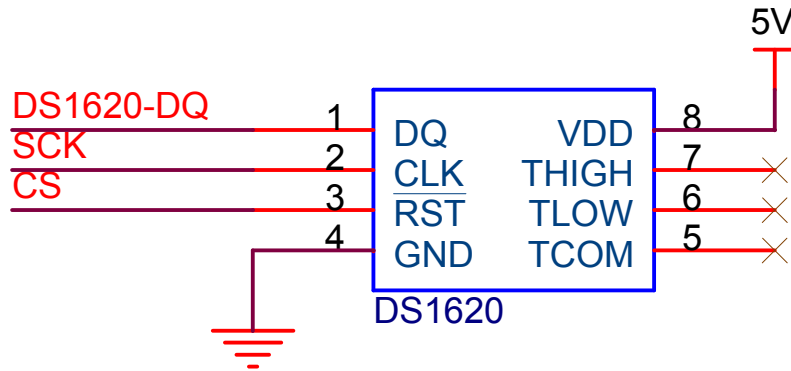 5V
DS1620-DQ 1 DQ VDD 8
SCK 2 CLK THIGH 7
CS 3 RST TLOW 6
4 GND TCOM 5
DS1620